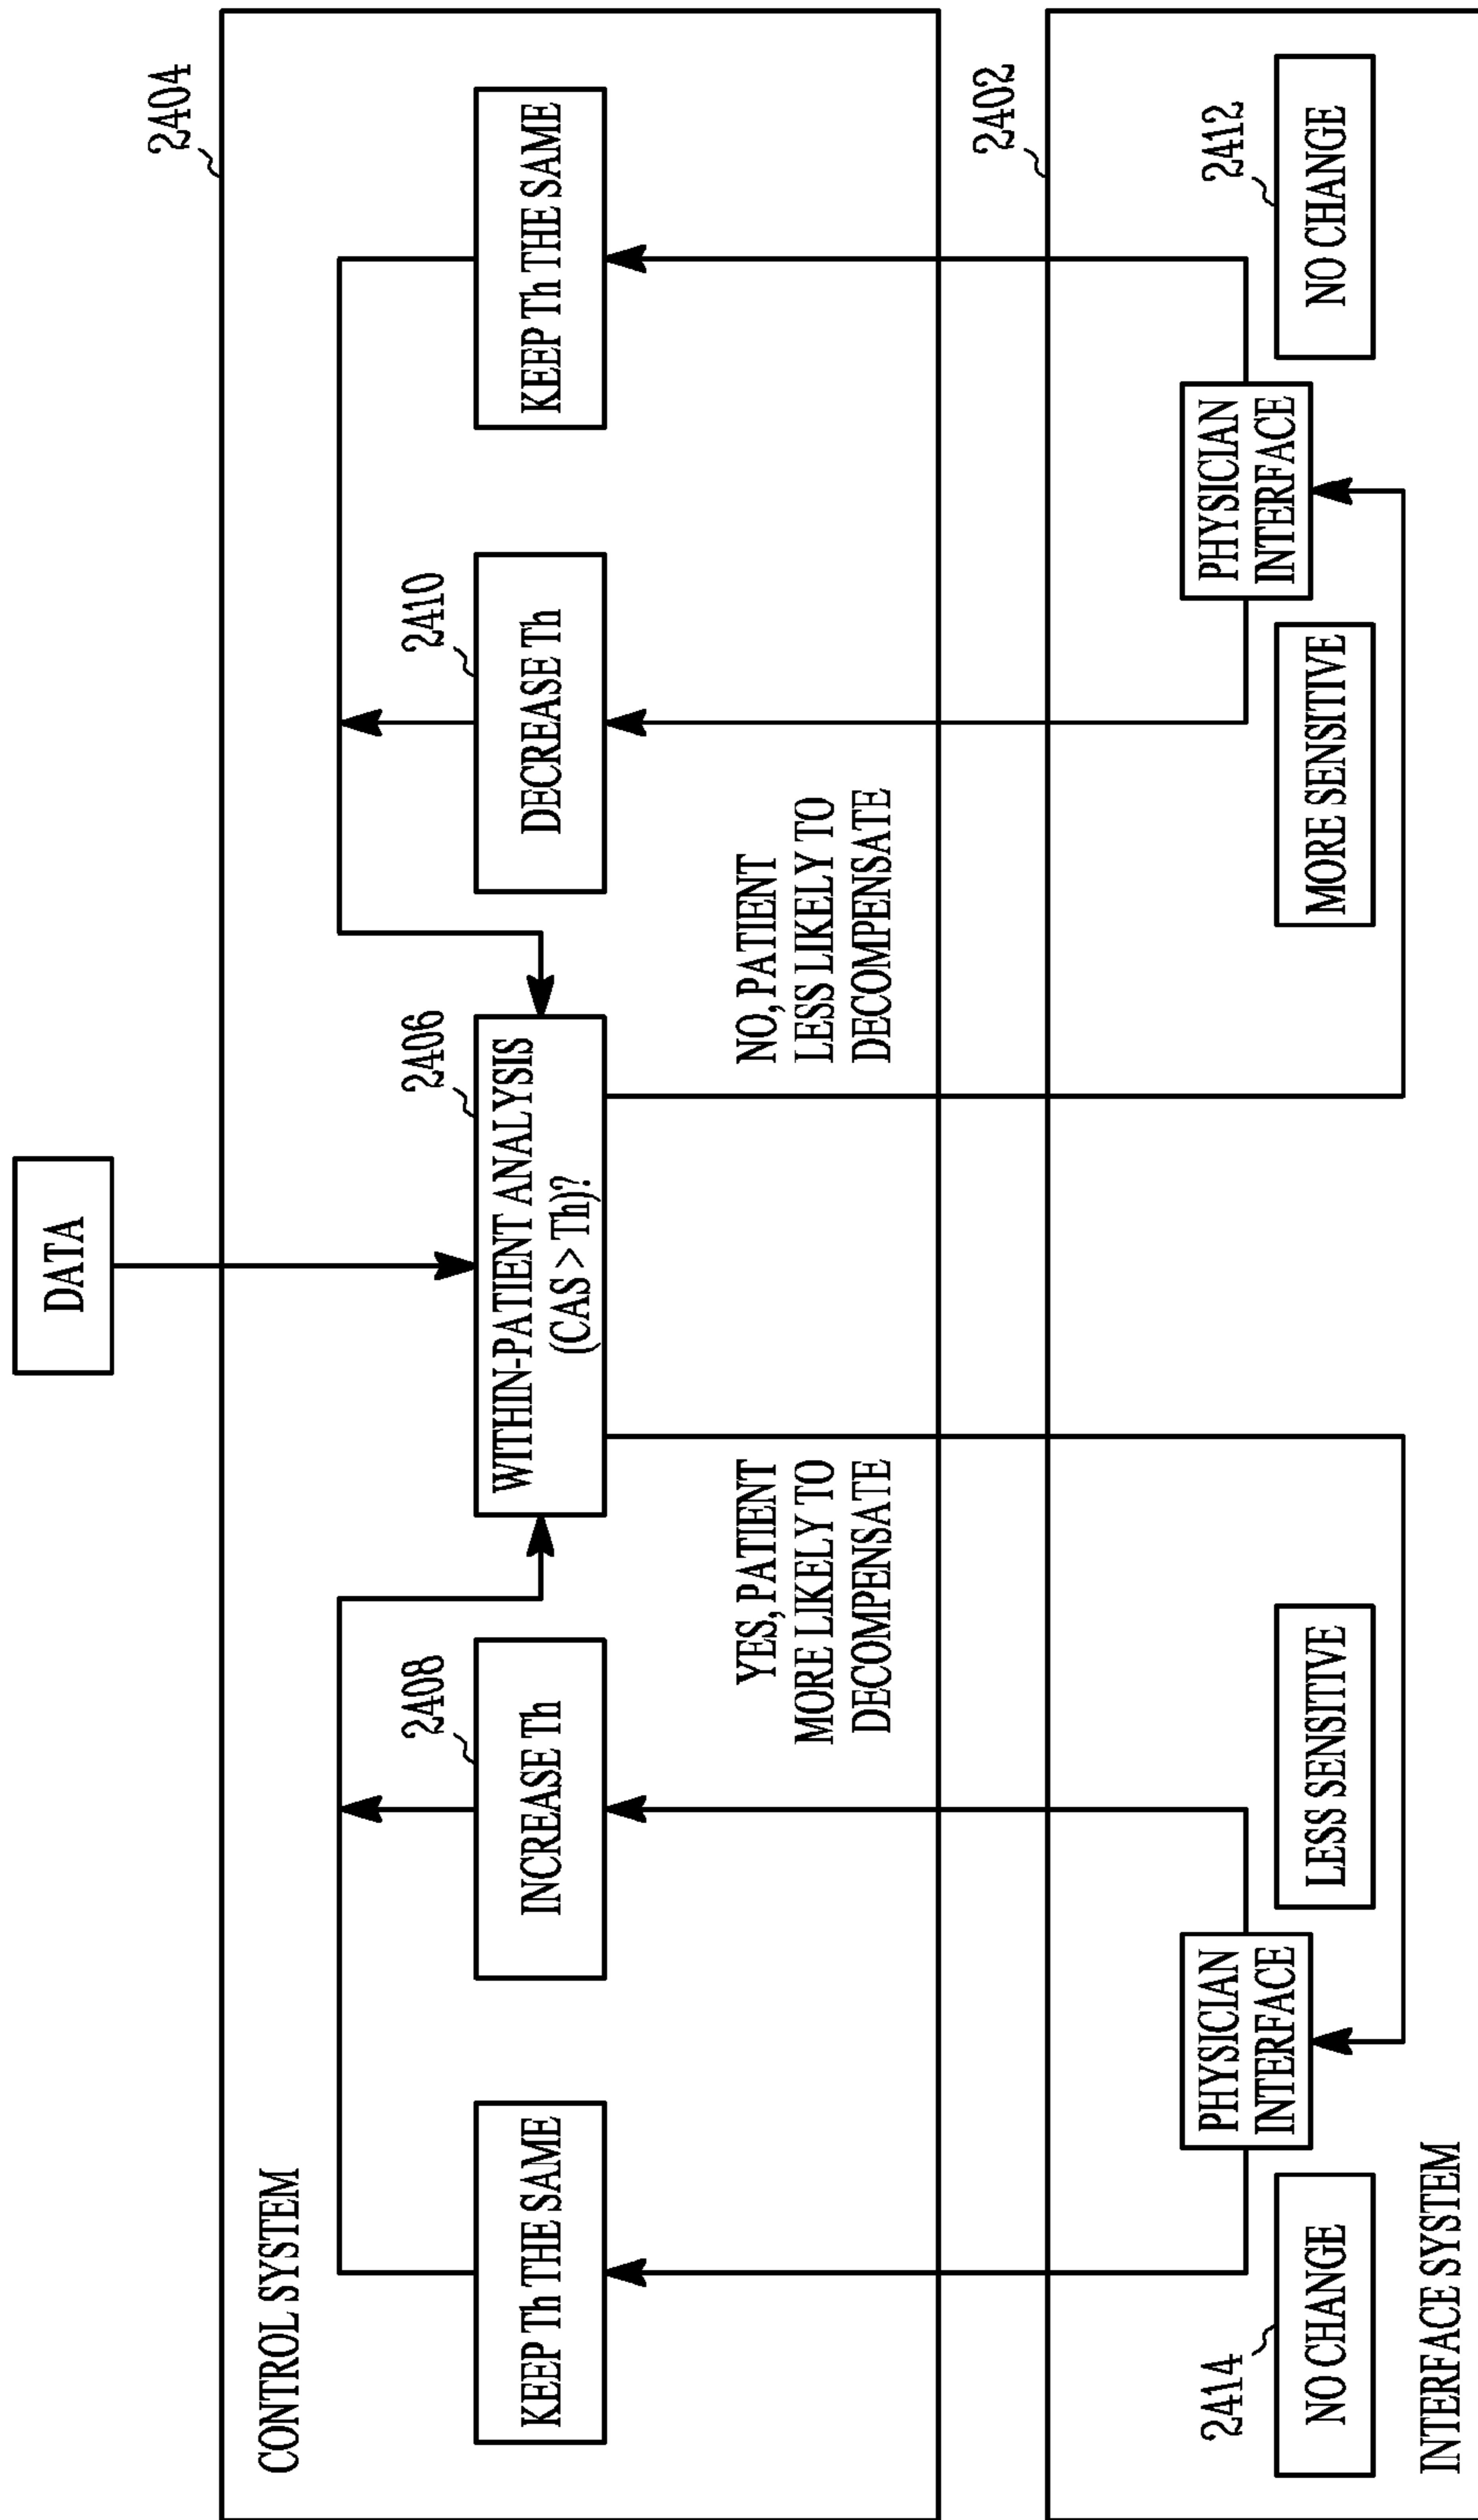 DATA
CONTROL SYSTEM
2404
KEEP Th THE SAME
2408
INCREASE Th
2406
WITHIN-PATIENT ANALYSIS
(CAS > Th)?
2410
DECREASE Th
KEEP Th THE SAME
YES, PATIENT
MORE LIKELY TO
DECOMPENSATE
NO, PATIENT
LESS LIKELY TO
DECOMPENSATE
2402
2414
NO CHANGE
PHYSICIAN
INTERFACE
LESS SENSITIVE
MORE SENSITIVE
PHYSICIAN
INTERFACE
2412
NO CHANGE
INTERFACE SYSTEM